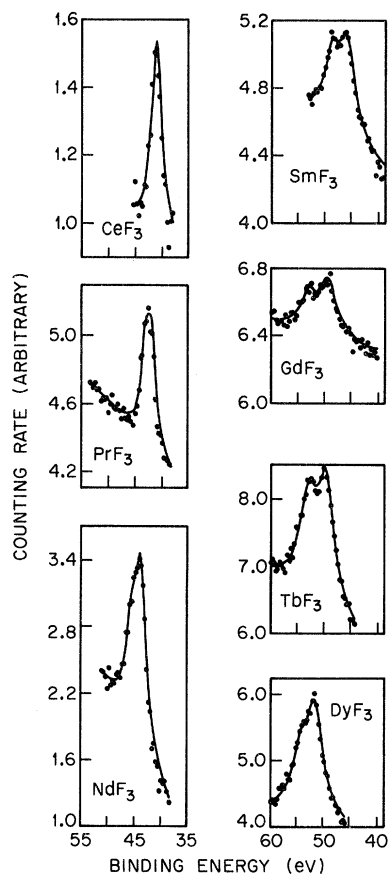 COUNTING RATE (ARBITRARY)
1.6
1.4
1.2
1.0
CeF3
5.0
4.6
4.2
PrF3
3.4
2.8
2.2
1.6
1.0
NdF3
55 45 35
5.2
4.8
4.4
4.0
SmF3
6.8
6.4
6.0
GdF3
8.0
7.0
6.0
TbF3
6.0
5.0
4.0
DyF3
60 50 40
BINDING ENERGY (eV)